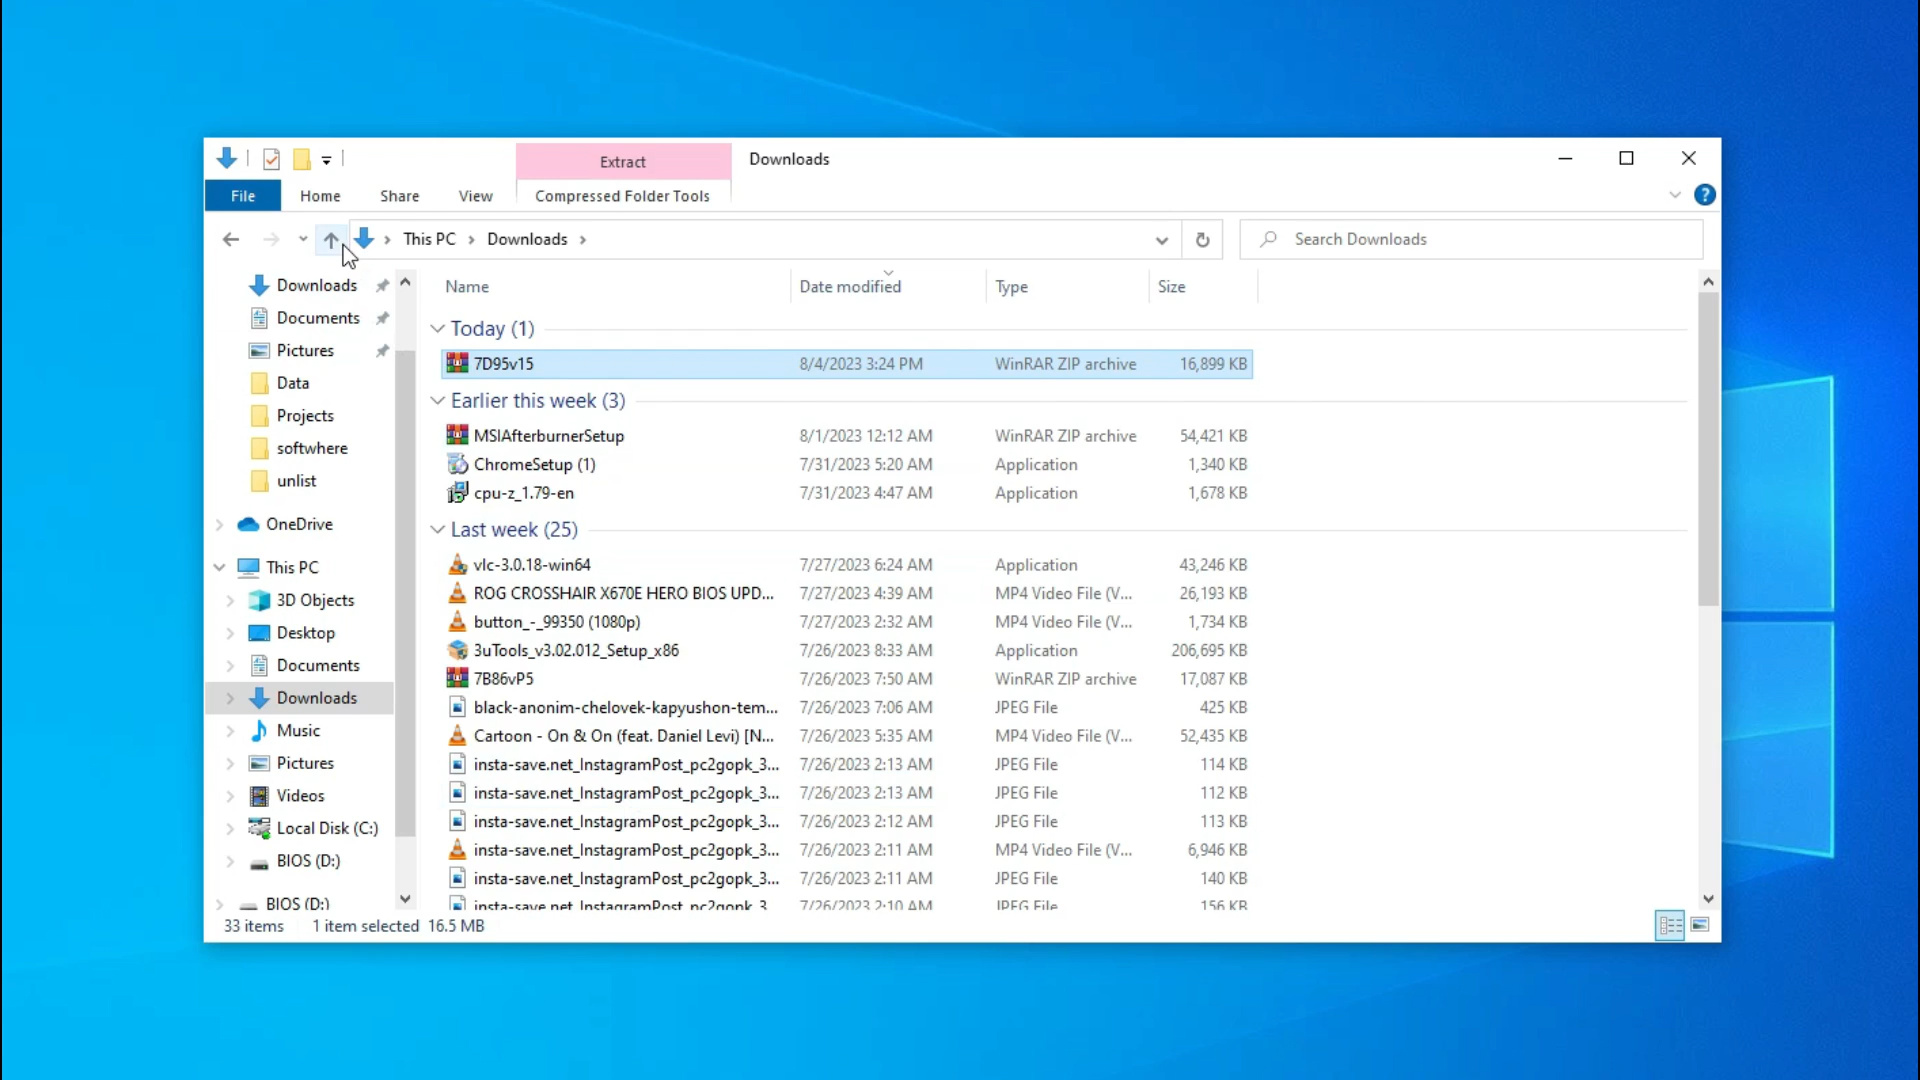 Extract
Downloads
File
Home
Share
View
Compressed Folder Tools
?
This PC
Downloads
Search Downloads
Downloads
Documents
Pictures
Data
Projects
softwhere
unlist
OneDrive
This PC
3D Objects
Desktop
Documents
Downloads
Music
Pictures
Videos
Local Disk (C:)
BIOS (D:)
BIOS (D:)
Name Date modified Type Size
Today (1)
7D95v15 8/4/2023 3:24 PM WinRAR ZIP archive 16,899 KB
Earlier this week (3)
MSIAfterburnerSetup 8/1/2023 12:12 AM WinRAR ZIP archive 54,421 KB
ChromeSetup (1) 7/31/2023 5:20 AM Application 1,340 KB
cpu-z_1.79-en 7/31/2023 4:47 AM Application 1,678 KB
Last week (25)
vlc-3.0.18-win64 7/27/2023 6:24 AM Application 43,246 KB
ROG CROSSHAIR X670E HERO BIOS UPD... 7/27/2023 4:39 AM MP4 Video File (V... 26,193 KB
button_-_99350 (1080p) 7/27/2023 2:32 AM MP4 Video File (V... 1,734 KB
3uTools_v3.02.012_Setup_x86 7/26/2023 8:33 AM Application 206,695 KB
7B86vP5 7/26/2023 7:50 AM WinRAR ZIP archive 17,087 KB
black-anonim-chelovek-kapyushon-tem... 7/26/2023 7:06 AM JPEG File 425 KB
Cartoon - On & On (feat. Daniel Levi) [N... 7/26/2023 5:35 AM MP4 Video File (V... 52,435 KB
insta-save.net_InstagramPost_pc2gopk_3... 7/26/2023 2:13 AM JPEG File 114 KB
insta-save.net_InstagramPost_pc2gopk_3... 7/26/2023 2:13 AM JPEG File 112 KB
insta-save.net_InstagramPost_pc2gopk_3... 7/26/2023 2:12 AM JPEG File 113 KB
insta-save.net_InstagramPost_pc2gopk_3... 7/26/2023 2:11 AM MP4 Video File (V... 6,946 KB
insta-save.net_InstagramPost_pc2gopk_3... 7/26/2023 2:11 AM JPEG File 140 KB
insta-save.net_InstagramPost_pc2gopk_3 7/26/2023 2:10 AM JPEG File 156 KB
33 items 1 item selected 16.5 MB